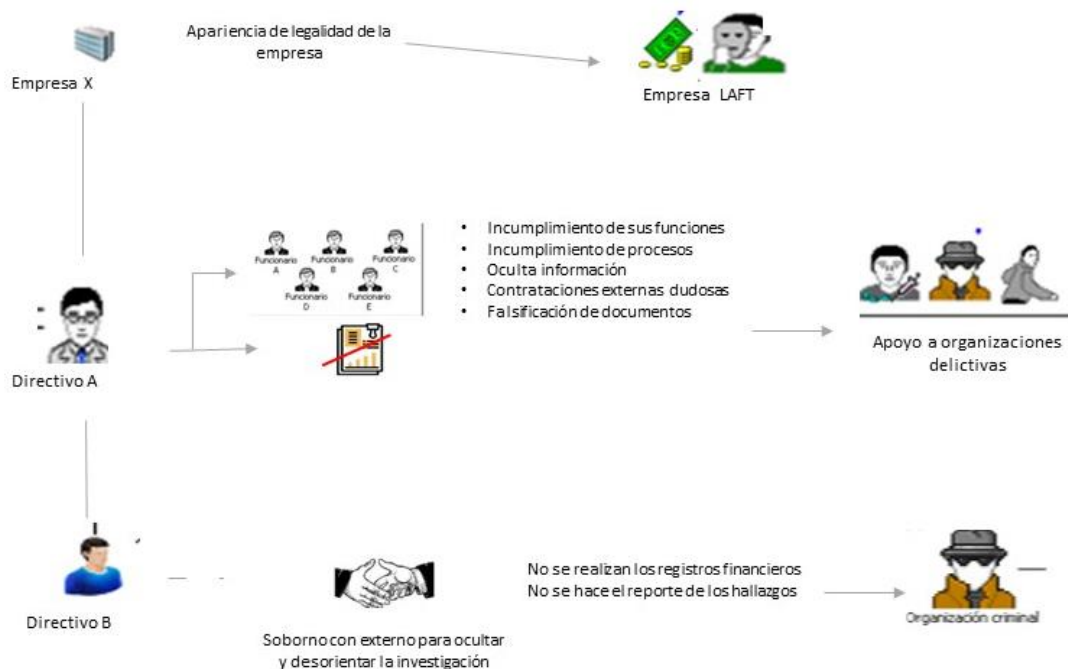 Apariencia de legalidad de la
empresa
Empresa X
Empresa LAFT
Funcionario
A
Funcionario
B
Funcionario
C
Funcionario
D
Funcionario
E
• Incumplimiento de sus funciones
• Incumplimiento de procesos
• Oculta información
• Contrataciones externas dudosas
• Falsificación de documentos
Directivo A
Apoyo a organizaciones
delictivas
Directivo B
Soborno con externo para ocultar
y desorientar la investigación
No se realizan los registros financieros
No se hace el reporte de los hallazgos
Organización criminal